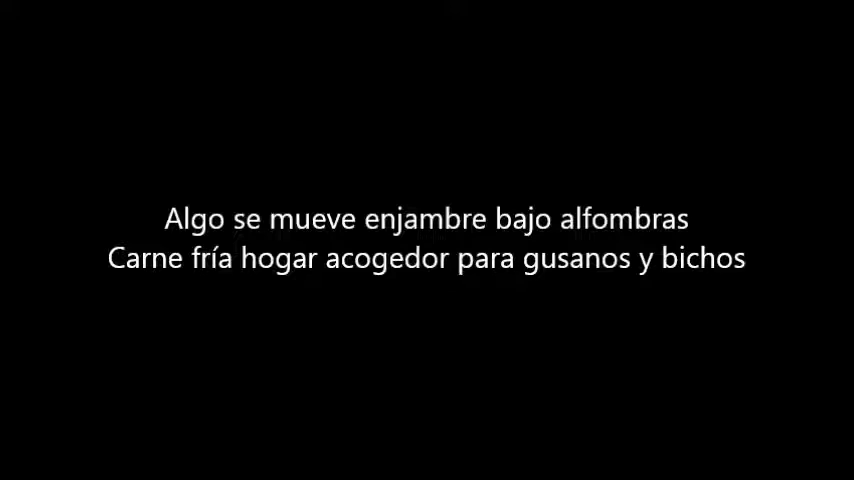 Algo se mueve enjambre bajo alfombras
Carne fría hogar acogedor para gusanos y bichos